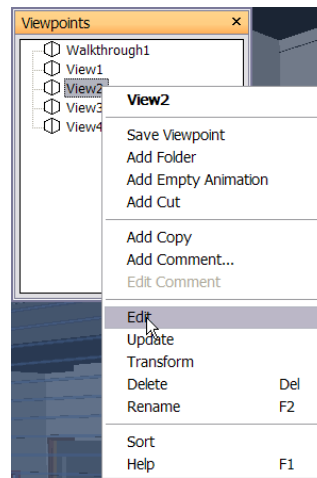 Viewpoints
Walkthrough1
View1
View2
View3
View4
View2
Save Viewpoint
Add Folder
Add Empty Animation
Add Cut
Add Copy
Add Comment...
Edit Comment
Edit
Update
Transform
Delete Del
Rename F2
Sort
Help F1